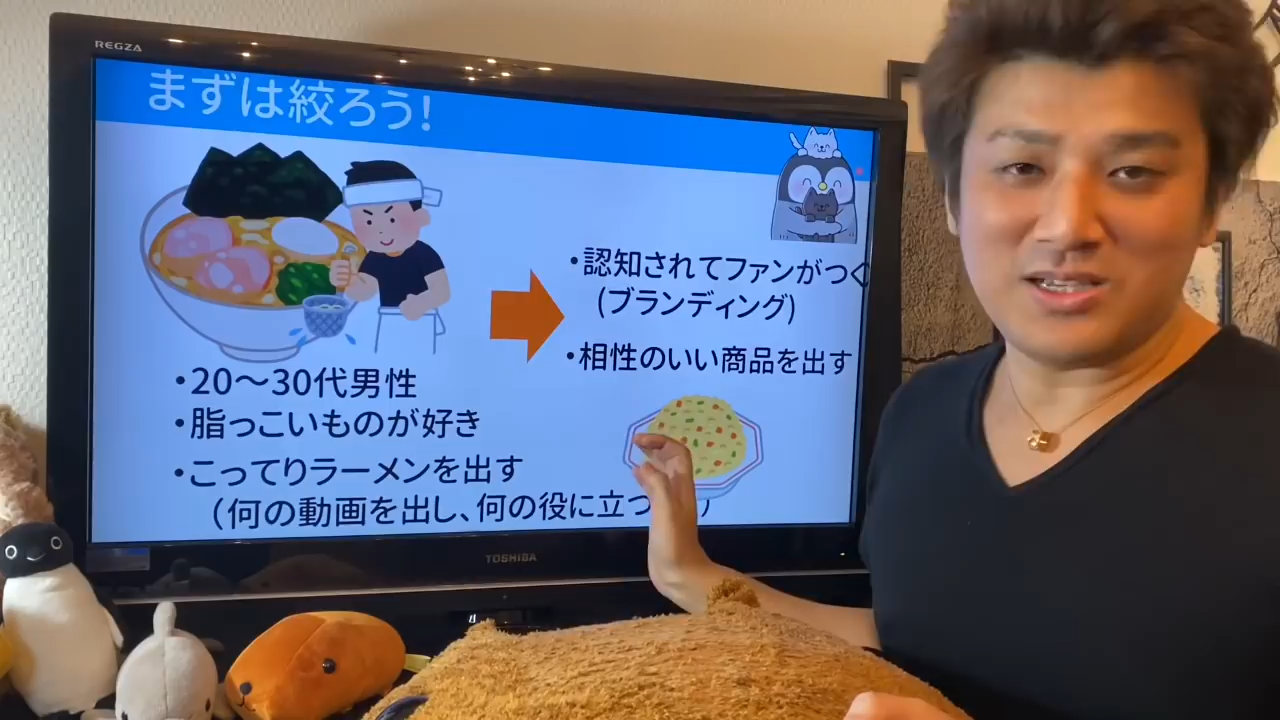 REGZA
まずは絞ろう!
・認知されてファンがつく
(ブランディング)
・相性のいい商品を出す
・20〜30代男性
・脂っこいものが好き
・こってりラーメンを出す
(何の動画を出し、何の役に立つ
)
TOSHIBA